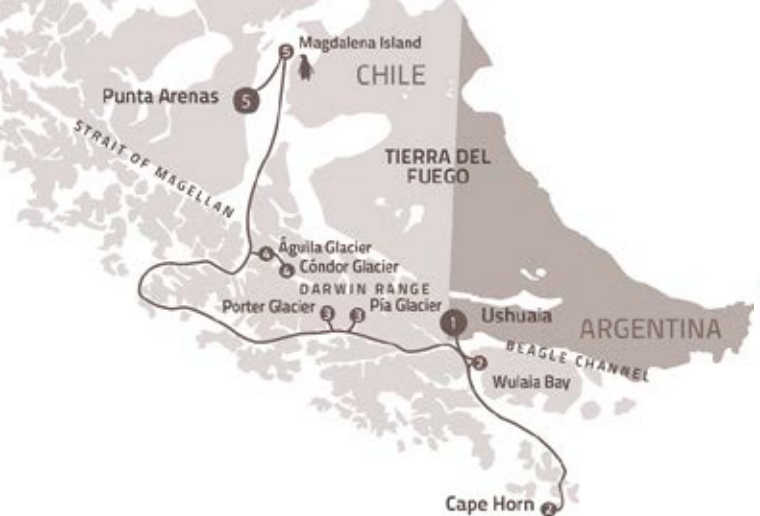 Magdalena Island
5
CHILE
Punta Arenas
5
STRAIT OF MAGELLAN
TIERRA DEL
FUEGO
Águila Glacier
4
Cóndor Glacier
4
DARWIN RANGE
Porter Glacier
3
Pía Glacier
3
1
Ushuaia
ARGENTINA
BEAGLE CHANNEL
2
Wulaia Bay
Cape Horn
2